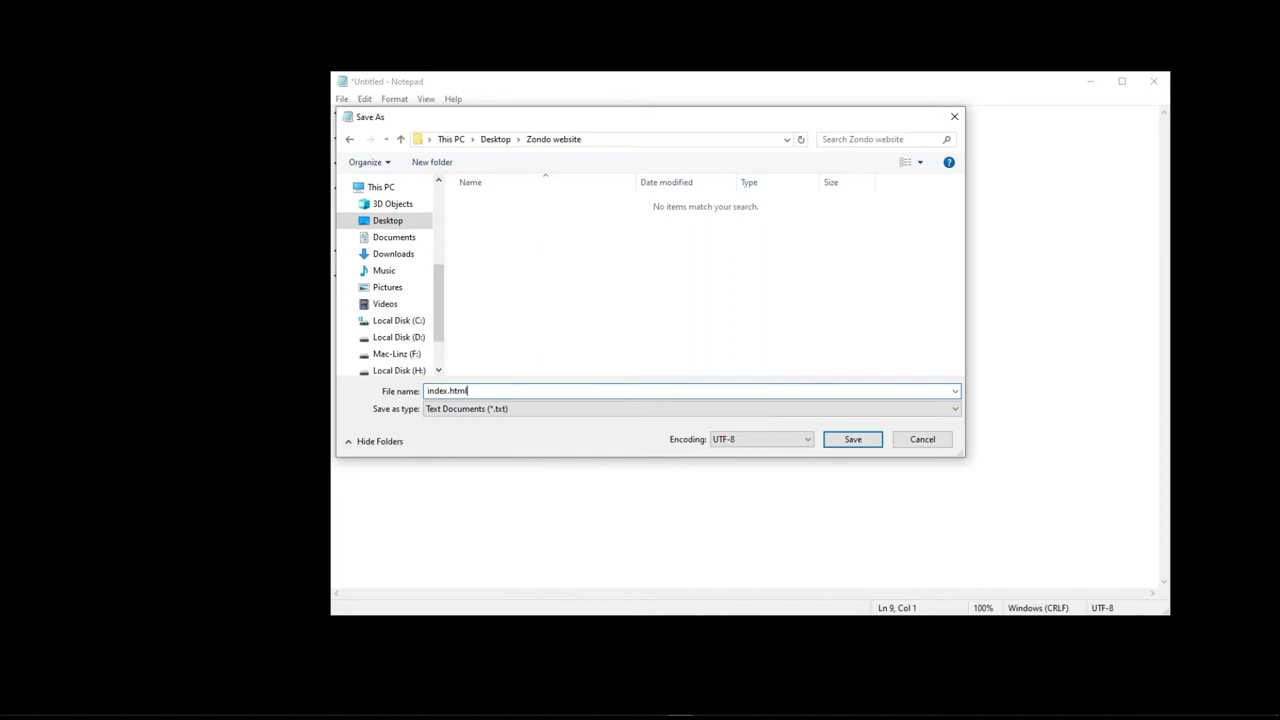 *Untitled - Notepad
File Edit Format View Help
Save As
This PC Desktop Zondo website Search Zondo website
Organize New folder
Name Date modified Type Size
No items match your search.
This PC
3D Objects
Desktop
Documents
Downloads
Music
Pictures
Videos
Local Disk (C:)
Local Disk (D:)
Mac-Linz (F:)
Local Disk (H:)
File name: index.html
Save as type: Text Documents (*.txt)
Hide Folders Encoding: UTF-8 Save Cancel
Ln 9, Col 1 100% Windows (CRLF) UTF-8